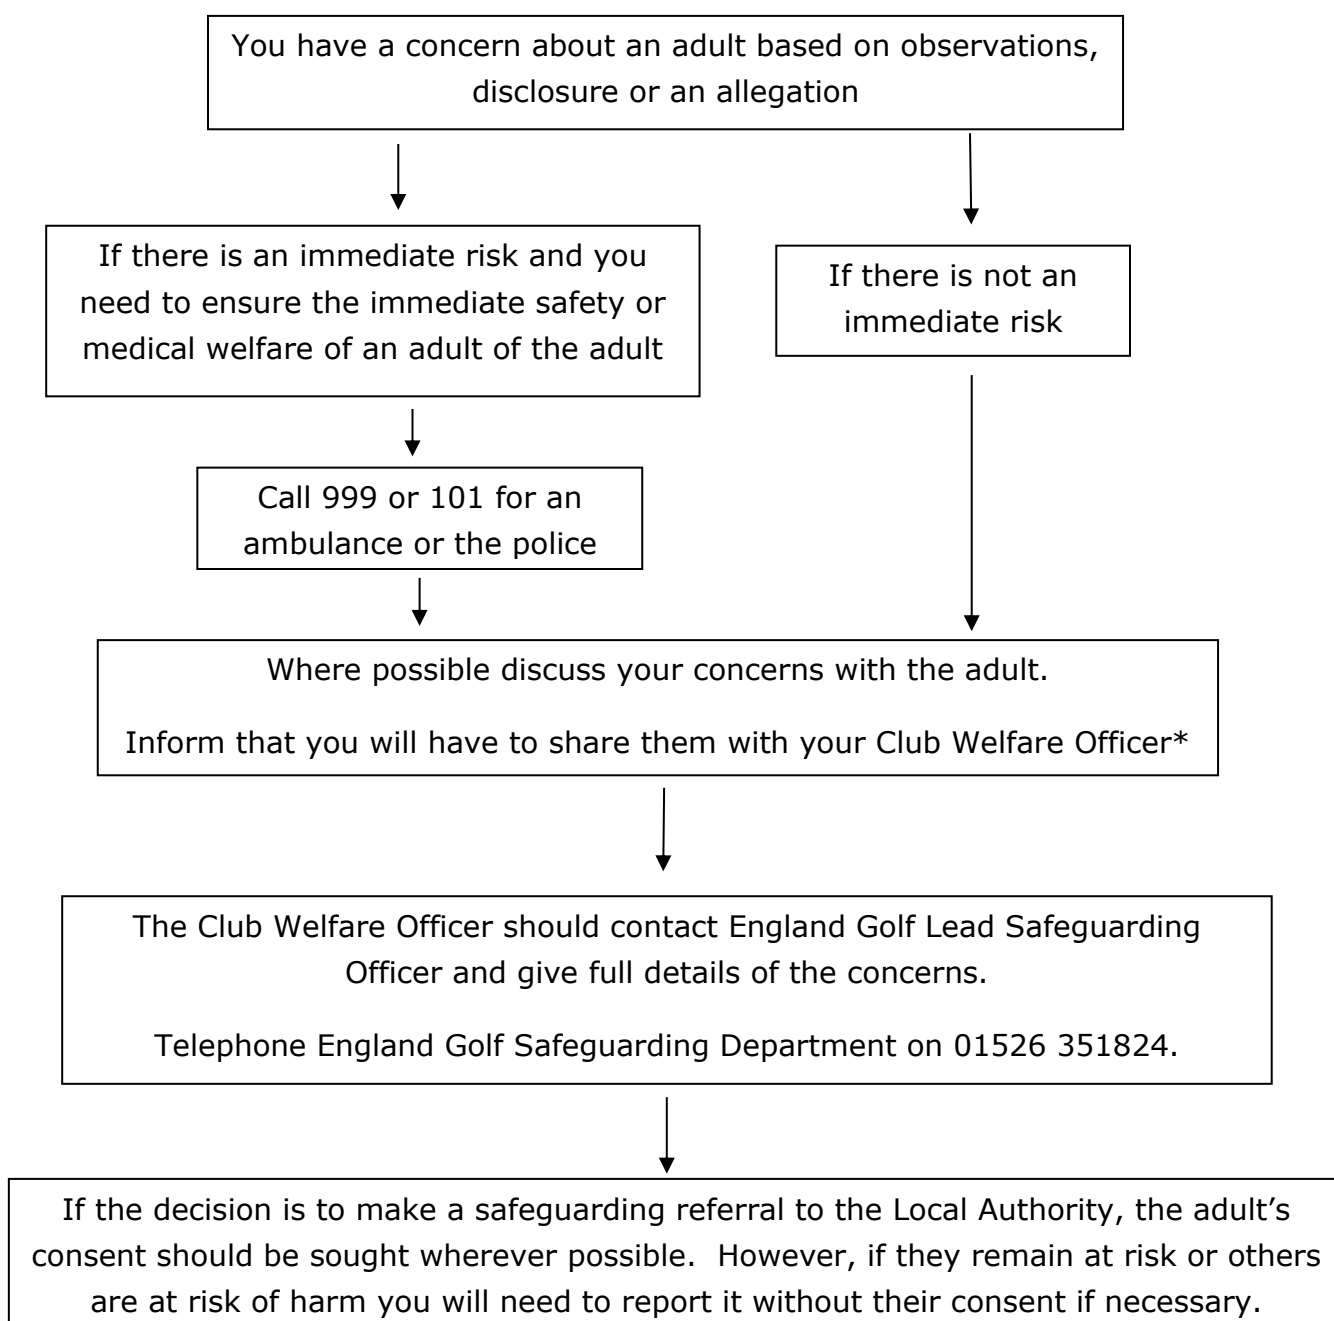 You have a concern about an adult based on observations,
disclosure or an allegation
If there is an immediate risk and you
need to ensure the immediate safety or
medical welfare of an adult of the adult
If there is not an
immediate risk
Call 999 or 101 for an
ambulance or the police
Where possible discuss your concerns with the adult.
Inform that you will have to share them with your Club Welfare Officer*
The Club Welfare Officer should contact England Golf Lead Safeguarding
Officer and give full details of the concerns.
Telephone England Golf Safeguarding Department on 01526 351824.
If the decision is to make a safeguarding referral to the Local Authority, the adult’s
consent should be sought wherever possible.  However, if they remain at risk or others
are at risk of harm you will need to report it without their consent if necessary.